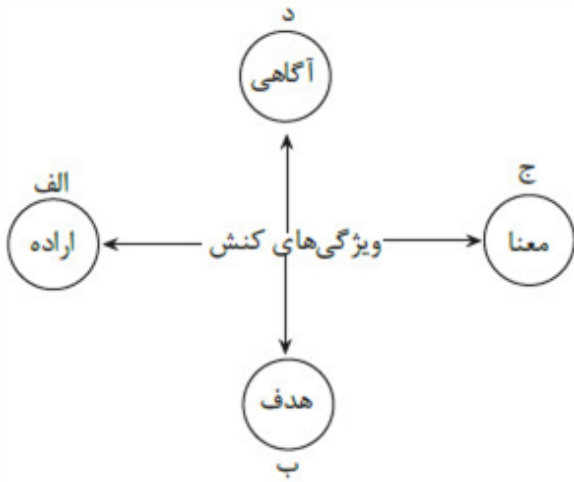 د
آگاهی
ج
معنا
ویژگی‌های کنش
الف
اراده
هدف
ب